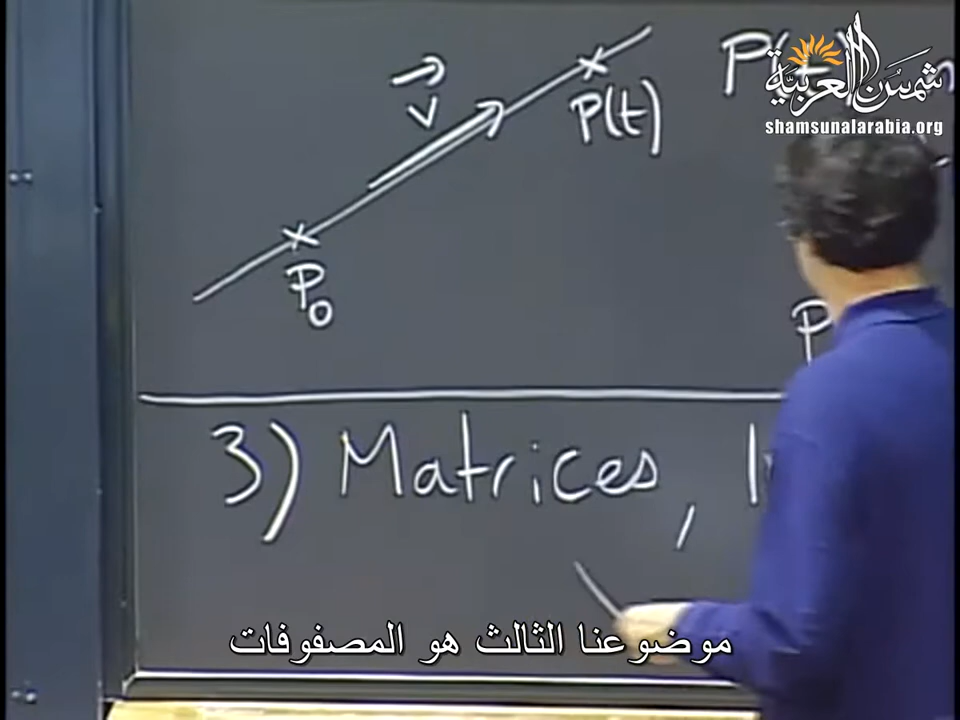 v
P(t)
P0
شمس العربية
shamsunalarabia.org
3) Matrices,
موضوعنا الثالث هو المصفوفات